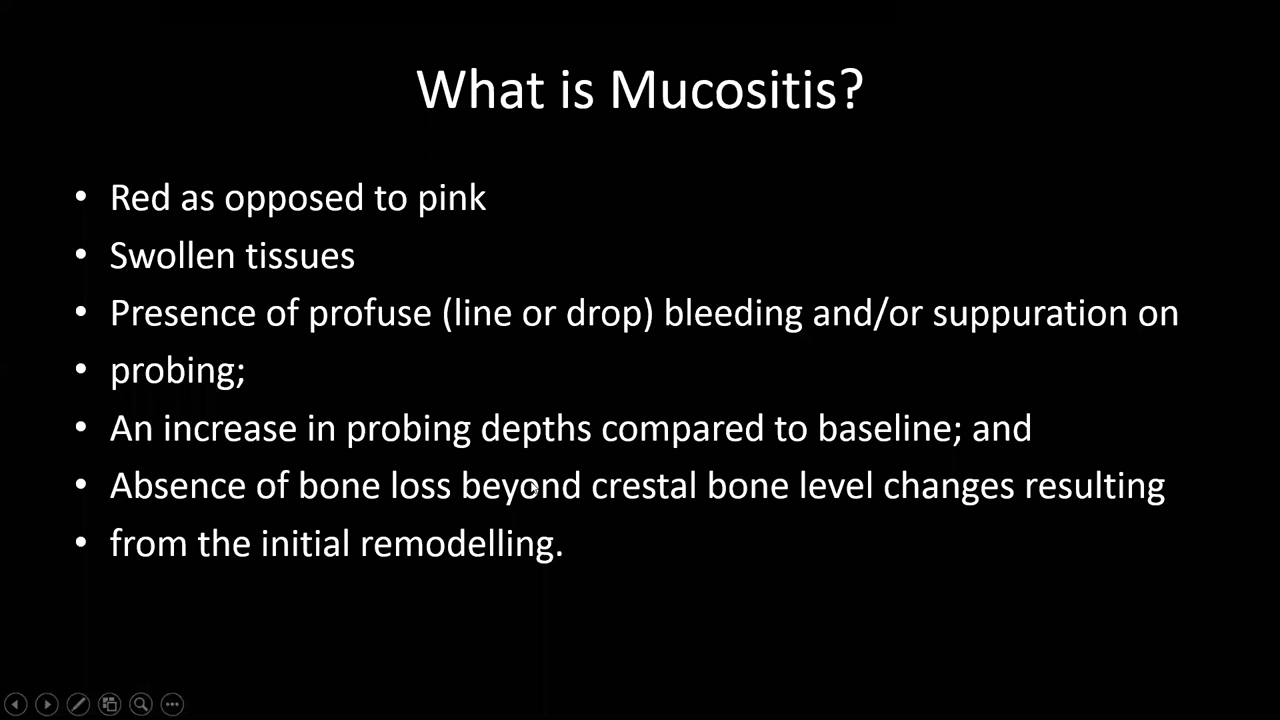 What is Mucositis?
• Red as opposed to pink
• Swollen tissues
• Presence of profuse (line or drop) bleeding and/or suppuration on
• probing;
• An increase in probing depths compared to baseline; and
• Absence of bone loss beyond crestal bone level changes resulting
• from the initial remodelling.